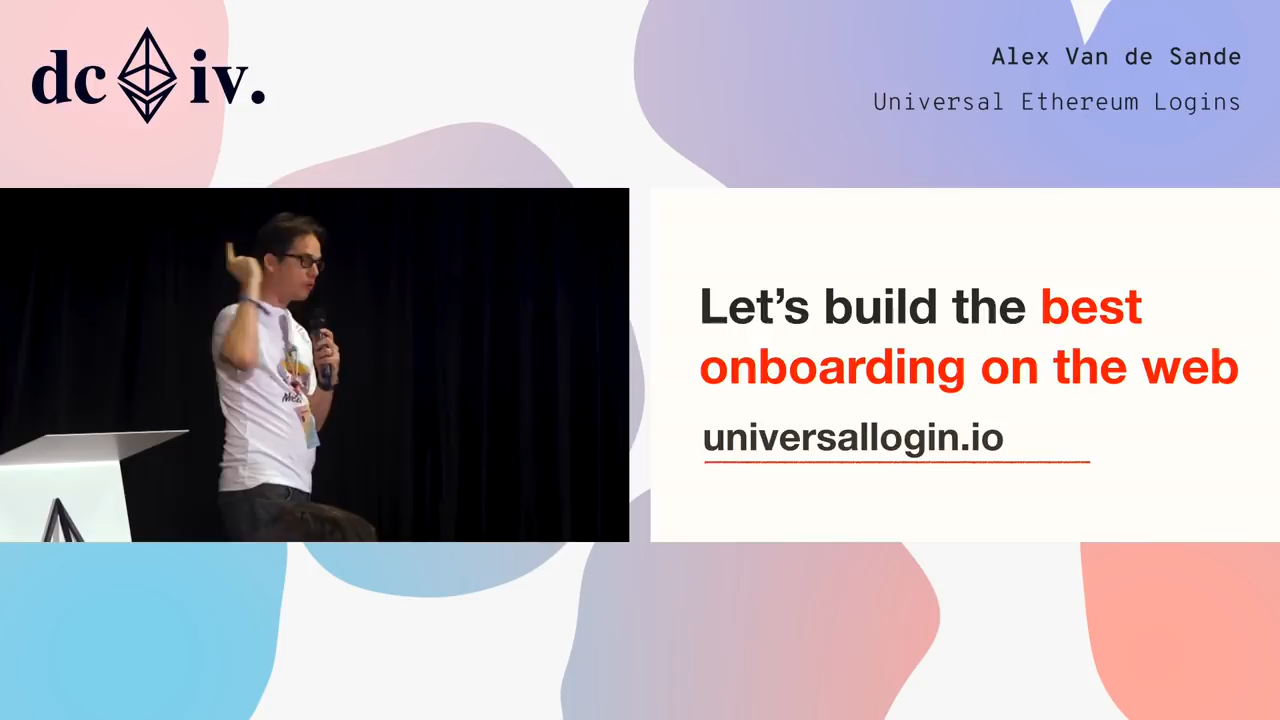 dc iv.
Alex Van de Sande
Universal Ethereum Logins
Let's build the best
onboarding on the web
universallogin.io